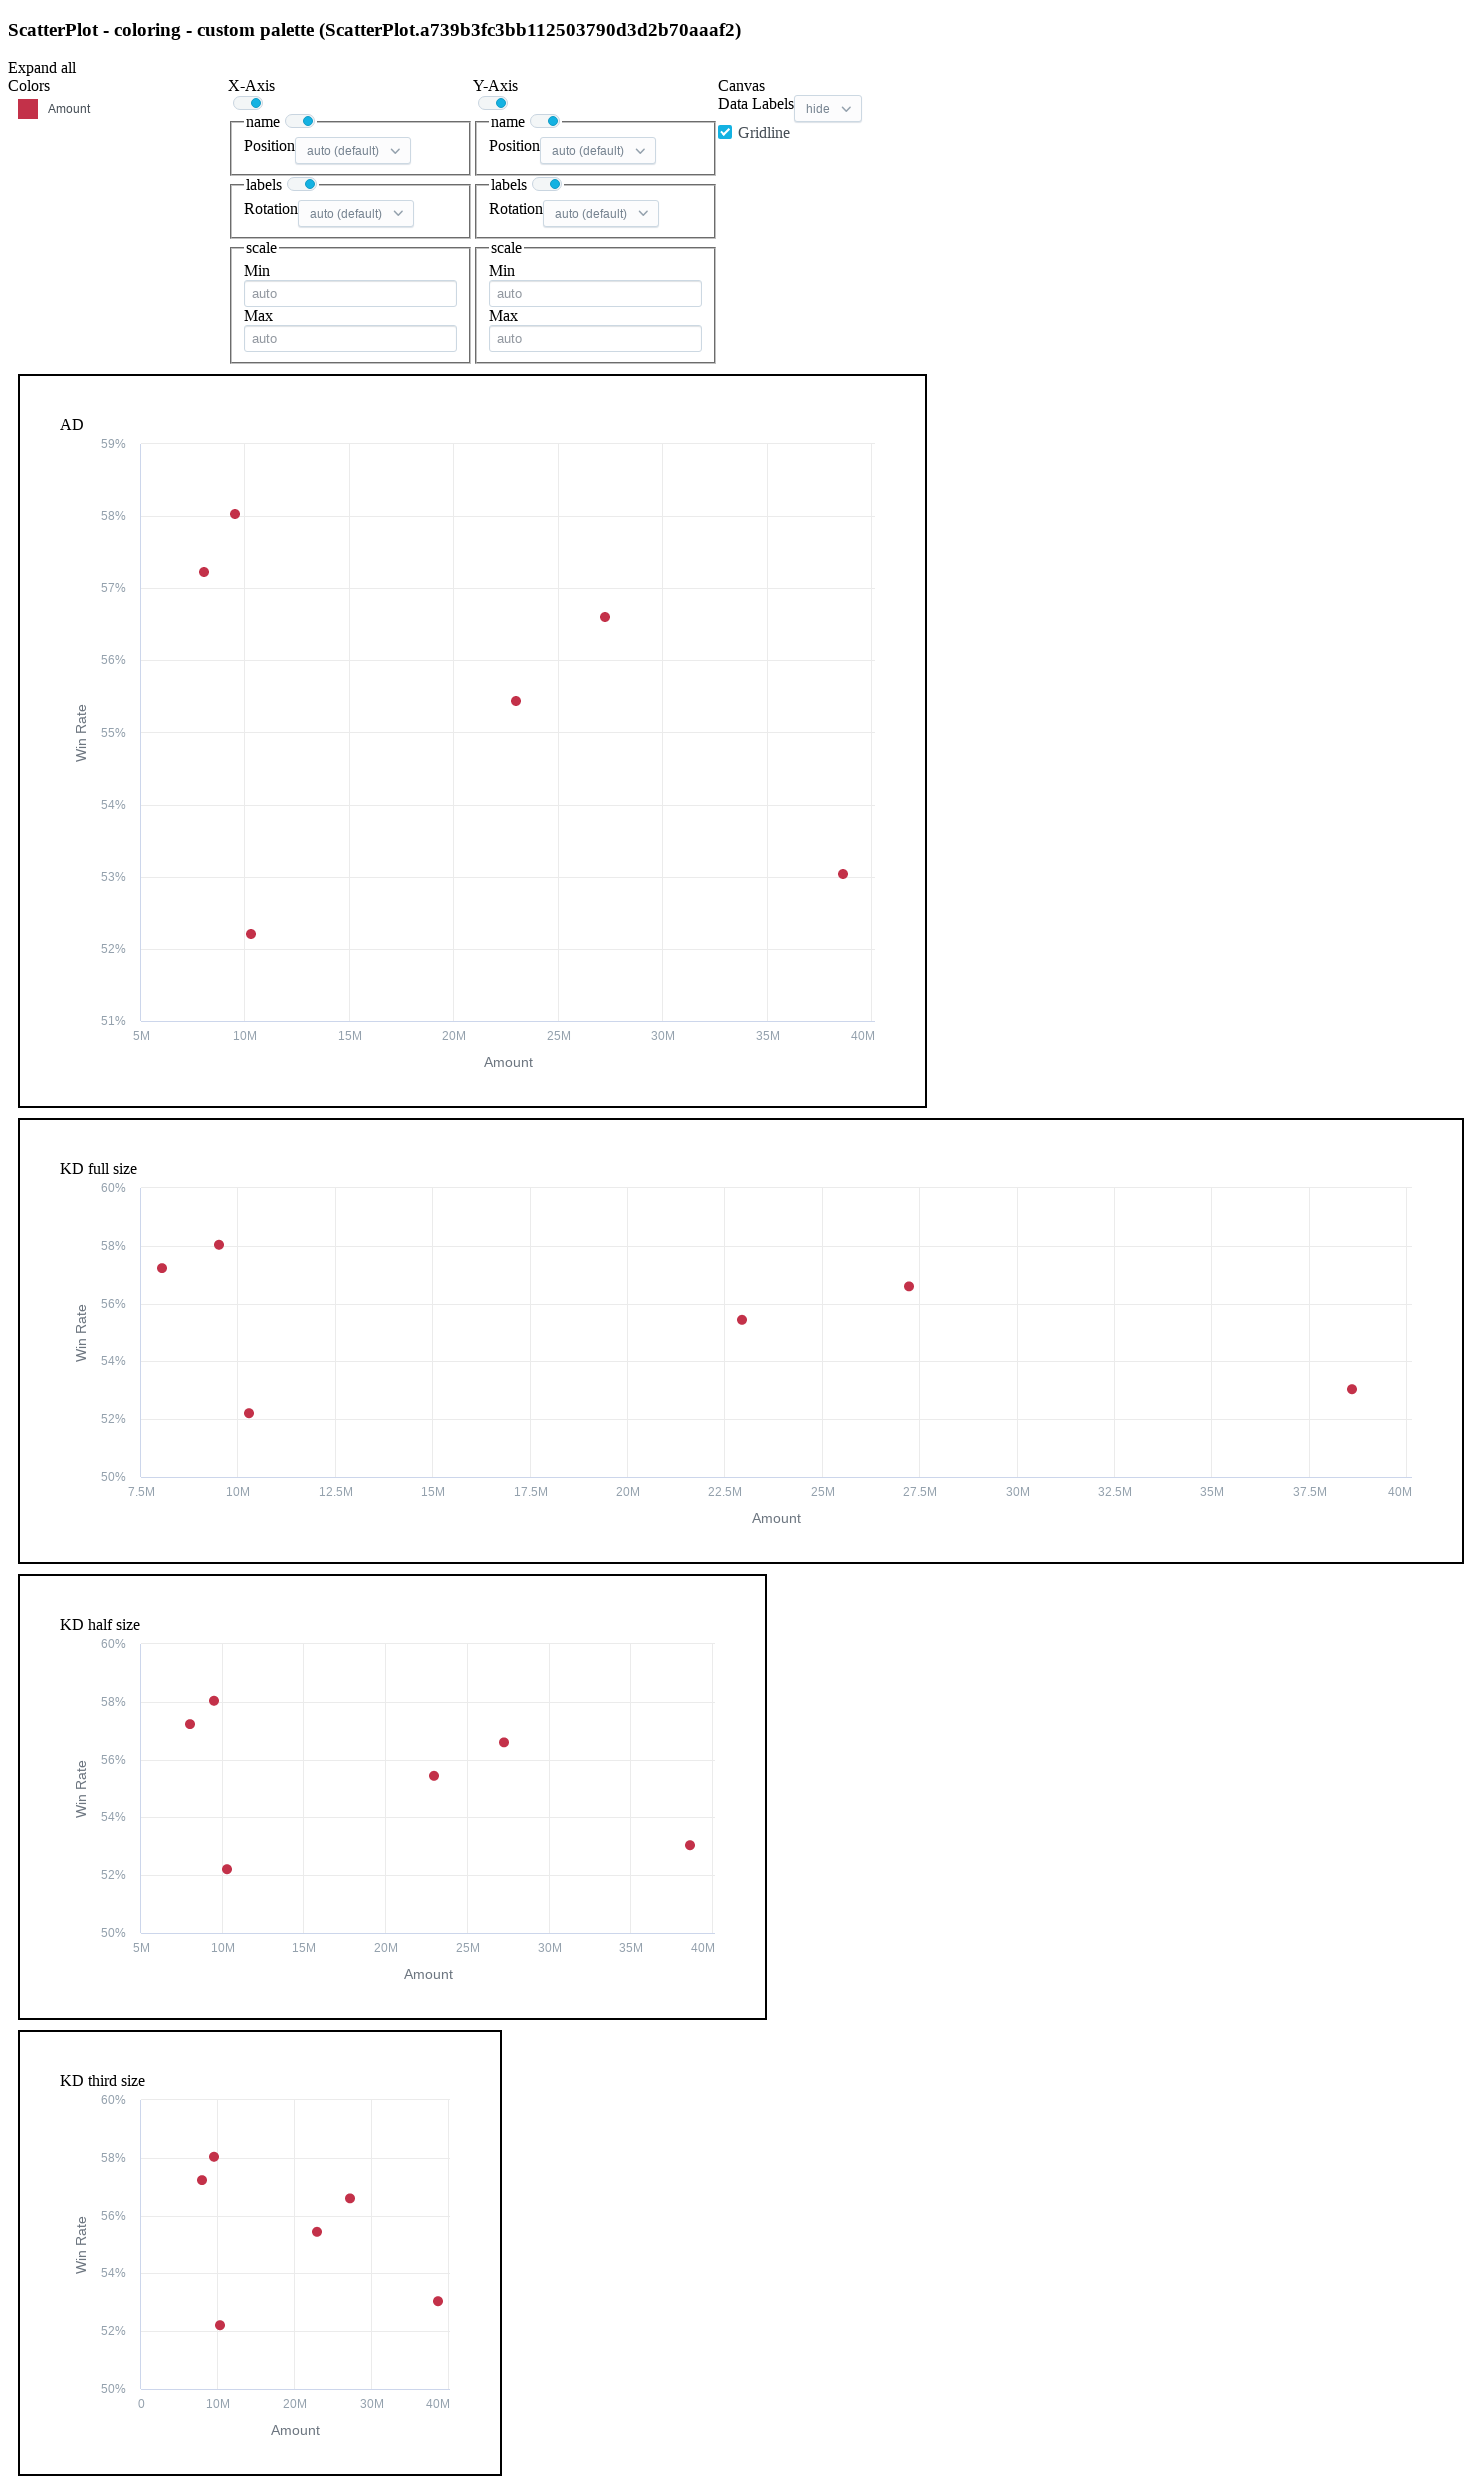 ScatterPlot - coloring - custom palette (ScatterPlot.a739b3fc3bb112503790d3d2b70aaaf2)
Expand all
Colors
Amount
X-Axis
name
Position auto (default)
labels
Rotation auto (default)
scale
Min
auto
Max
auto
Y-Axis
name
Position auto (default)
labels
Rotation auto (default)
scale
Min
auto
Max
auto
Canvas
Data Labels hide
Gridline
AD
59%
58%
57%
56%
55%
54%
53%
52%
51%
Win Rate
5M 10M 15M 20M 25M 30M 35M 40M
Amount
KD full size
60%
58%
56%
54%
52%
50%
Win Rate
7.5M 10M 12.5M 15M 17.5M 20M 22.5M 25M 27.5M 30M 32.5M 35M 37.5M 40M
Amount
KD half size
60%
58%
56%
54%
52%
50%
Win Rate
5M 10M 15M 20M 25M 30M 35M 40M
Amount
KD third size
60%
58%
56%
54%
52%
50%
Win Rate
0 10M 20M 30M 40M
Amount